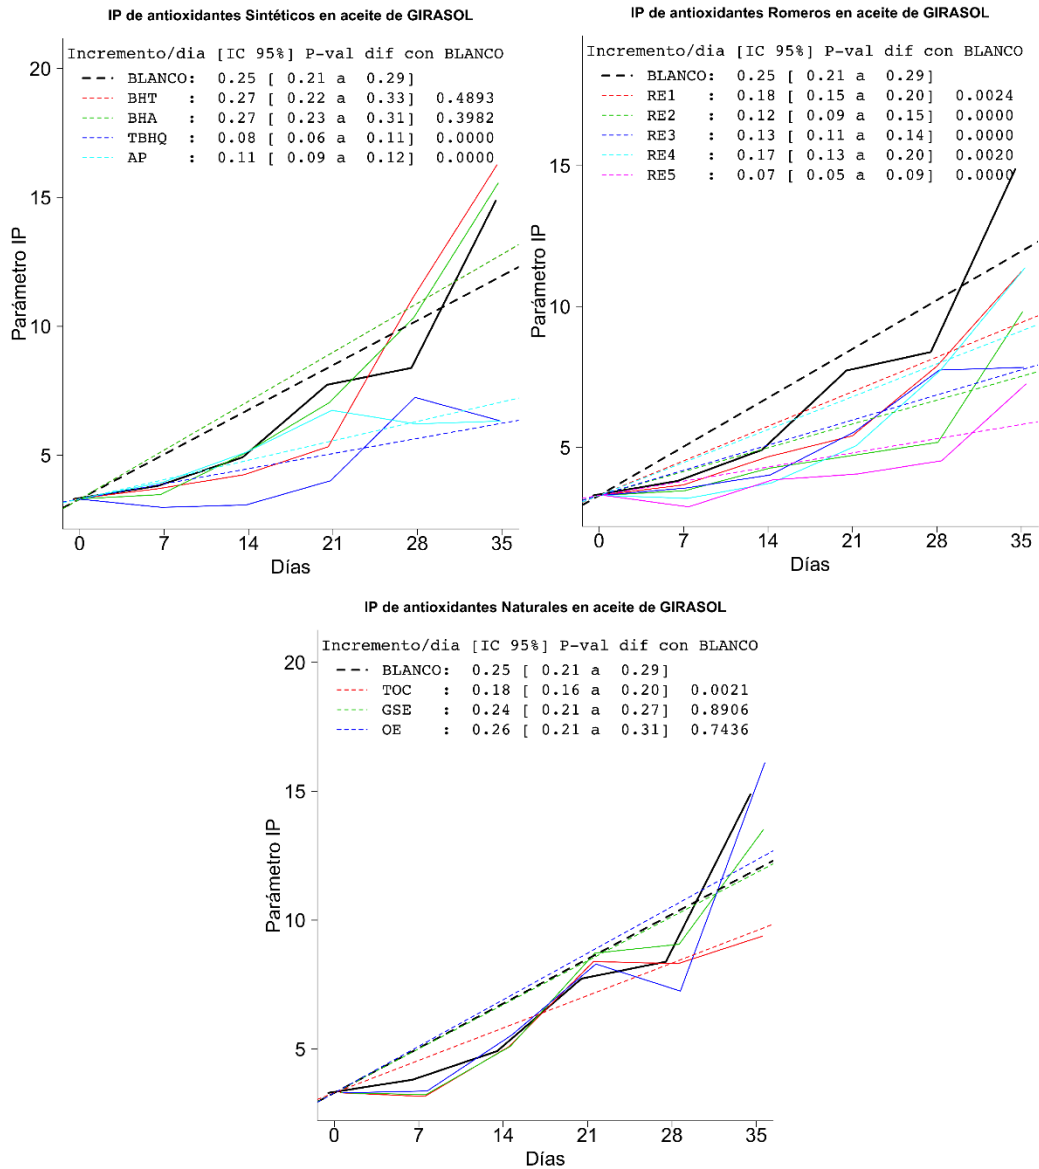 IP de antioxidantes Sintéticos en aceite de GIRASOL
Incremento/dia [IC 95%] P-val dif con BLANCO
BLANCO: 0.25 [ 0.21 a 0.29]
BHT : 0.27 [ 0.22 a 0.33] 0.4893
BHA : 0.27 [ 0.23 a 0.31] 0.3982
TBHQ : 0.08 [ 0.06 a 0.11] 0.0000
AP : 0.11 [ 0.09 a 0.12] 0.0000
20
15
10
5
Parámetro IP
0 7 14 21 28 35
Días
IP de antioxidantes Romeros en aceite de GIRASOL
Incremento/dia [IC 95%] P-val dif con BLANCO
BLANCO: 0.25 [ 0.21 a 0.29]
RE1 : 0.18 [ 0.15 a 0.20] 0.0024
RE2 : 0.12 [ 0.09 a 0.15] 0.0000
RE3 : 0.13 [ 0.11 a 0.14] 0.0000
RE4 : 0.17 [ 0.13 a 0.20] 0.0020
RE5 : 0.07 [ 0.05 a 0.09] 0.0000
15
10
5
Parámetro IP
0 7 14 21 28 35
Días
IP de antioxidantes Naturales en aceite de GIRASOL
Incremento/dia [IC 95%] P-val dif con BLANCO
BLANCO: 0.25 [ 0.21 a 0.29]
TOC : 0.18 [ 0.16 a 0.20] 0.0021
GSE : 0.24 [ 0.21 a 0.27] 0.8906
OE : 0.26 [ 0.21 a 0.31] 0.7436
20
15
10
5
Parámetro IP
0 7 14 21 28 35
Días